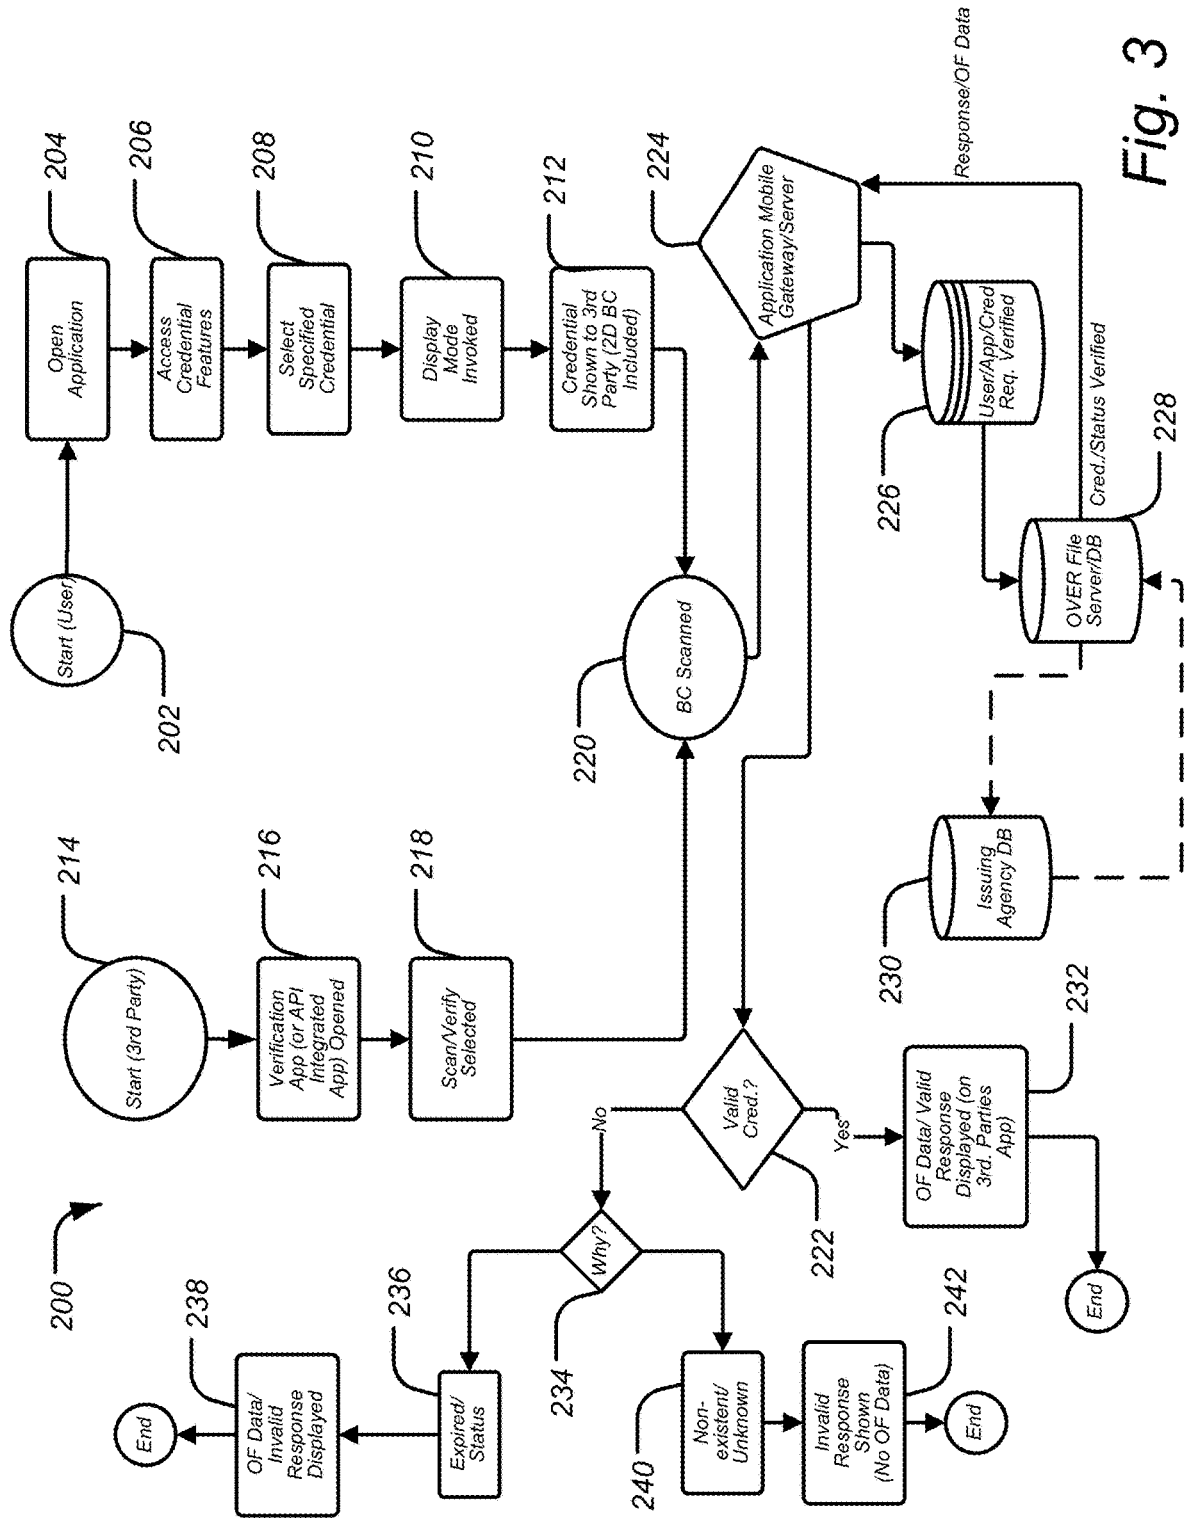 200
Start (User)
202
Open
Application
204
Access
Credential
Features
206
Select
Specified
Credential
208
Display
Mode
Invoked
210
Credential
Shown to 3rd
Party (2D BC
Included)
212
Start (3rd Party)
214
Verification
App (or API
Integrated
App) Opened
216
Scan/Verify
Selected
218
BC Scanned
220
Application Mobile
Gateway/Server
224
User/App/Cred
Req. Verified
226
OVER File
Server/DB
228
Cred./Status Verified
Response/OF Data
Issuing
Agency DB
230
Valid
Cred.?
222
Yes
No
OF Data/ Valid
Response
Displayed (on
3rd. Parties
App)
232
End
Why?
234
Expired/
Status
236
OF Data/
Invalid
Response
Displayed
238
End
Non-
existent/
Unknown
240
Invalid
Response
Shown
(No OF Data)
242
End
Fig. 3